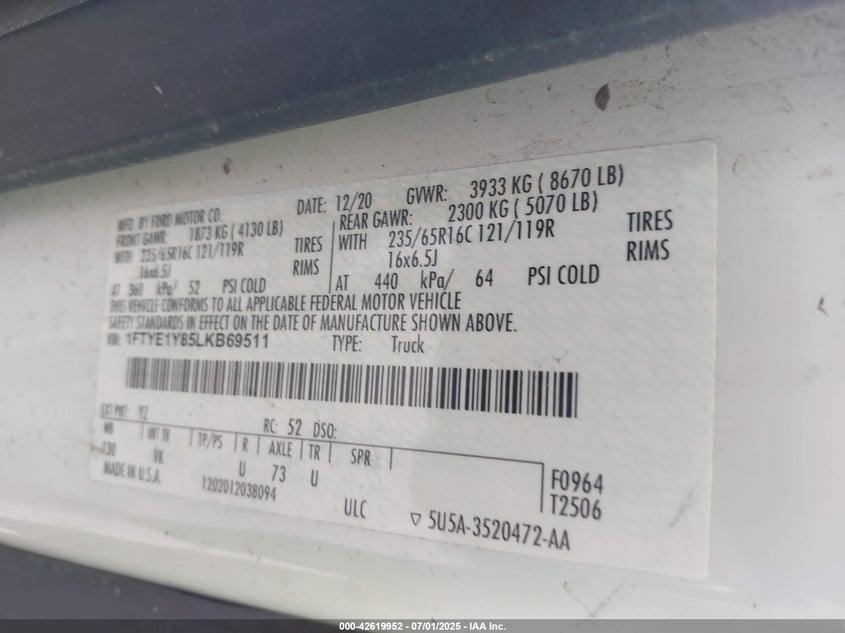 MFD. BY FORD MOTOR CO.
DATE: 12/20 GVWR: 3933 KG ( 8670 LB)
FRONT GAWR: 1873 KG ( 4130 LB)
WITH 235/65R16C 121/119R TIRES
16x6.5J RIMS
AT 360 kPa/ 52 PSI COLD
REAR GAWR: 2300 KG ( 5070 LB)
WITH 235/65R16C 121/119R TIRES
16x6.5J RIMS
AT 440 kPa/ 64 PSI COLD
THIS VEHICLE CONFORMS TO ALL APPLICABLE FEDERAL MOTOR VEHICLE
SAFETY STANDARDS IN EFFECT ON THE DATE OF MANUFACTURE SHOWN ABOVE.
VIN: 1FTYE1Y85LKB69511 TYPE: Truck
EXT PNT: YZ RC: 52 DSO:
WB INT TR TP/PS R AXLE TR SPR
130 VK U 73 U
F0964
T2506
MADE IN U.S.A. 1202012038094 ULC
▽ 5U5A-3520472-AA
000-42619952 - 07/01/2025 - IAA Inc.